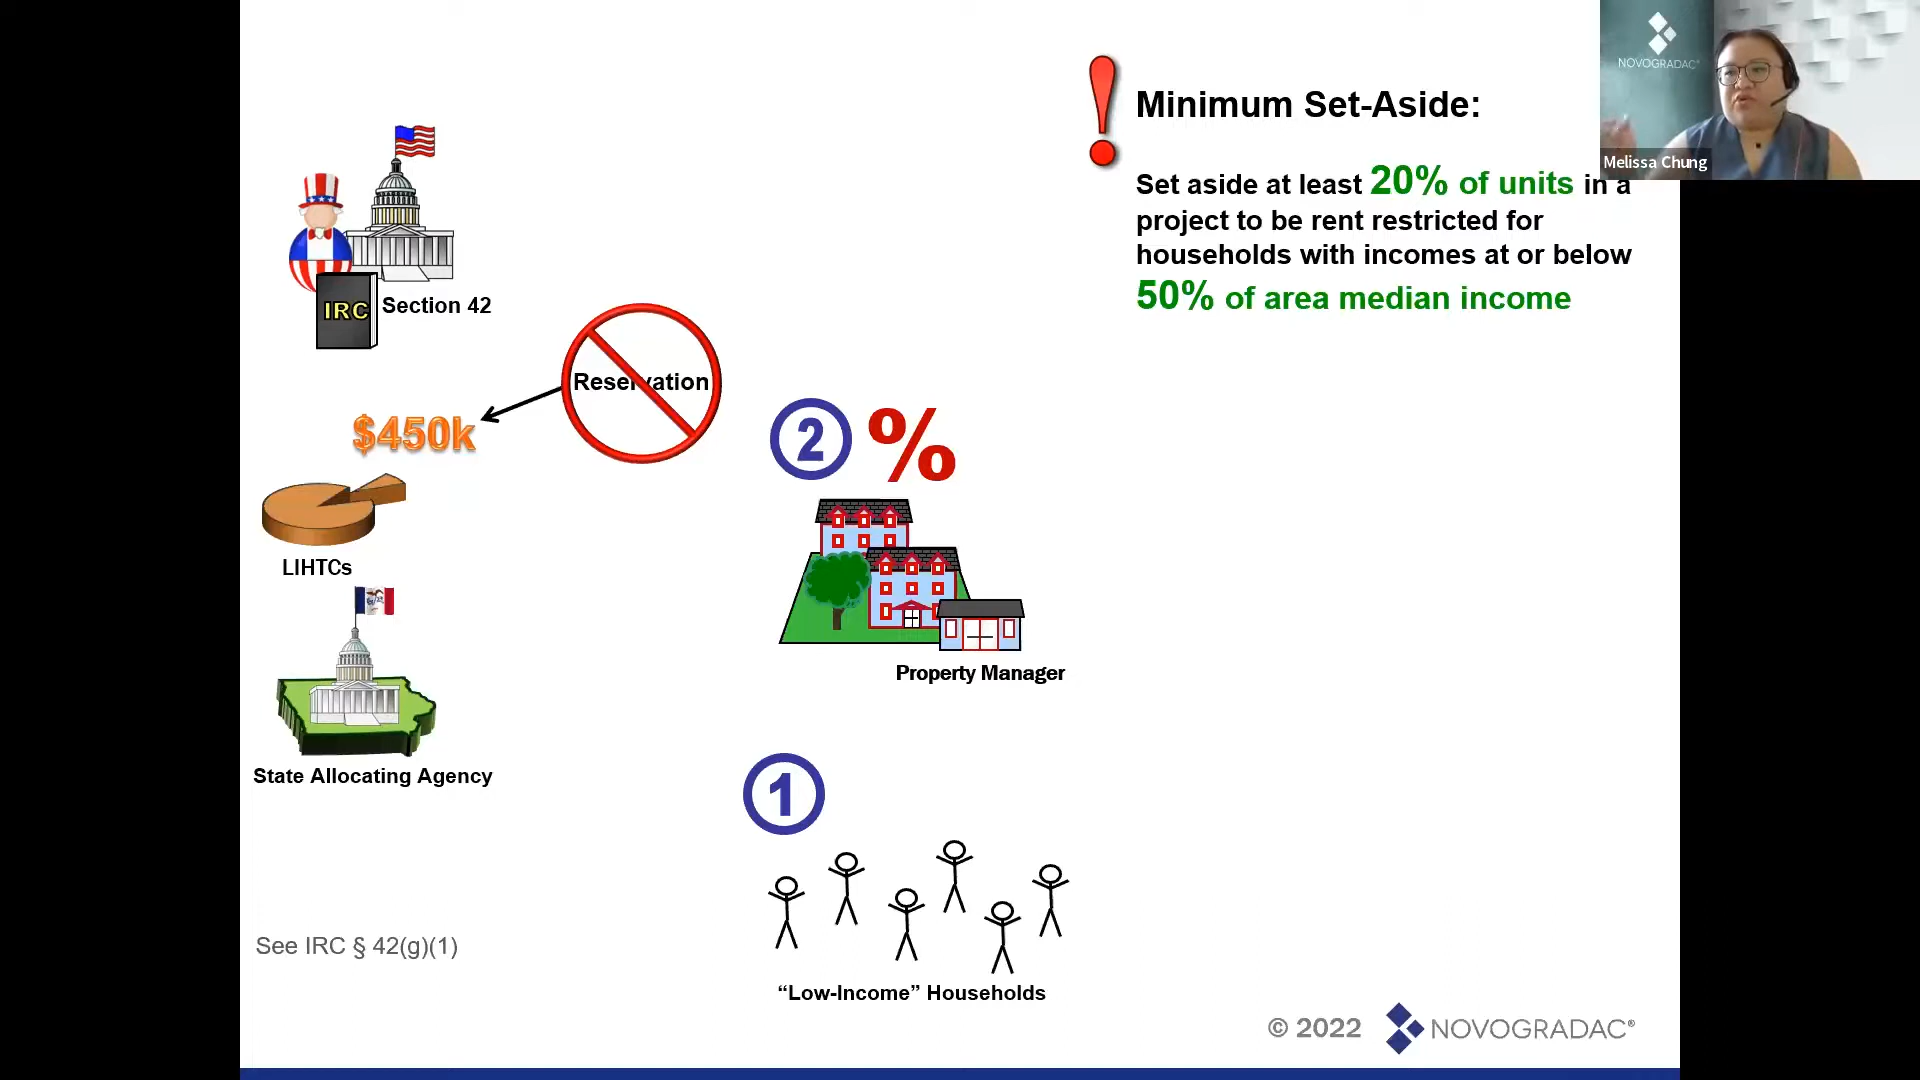 NOVOGRADAC®
Melissa Chung
Minimum Set-Aside:
Set aside at least 20% of units in a
project to be rent restricted for
households with incomes at or below
50% of area median income
IRC
Section 42
Reservation
$450k
2 %
LIHTCs
Property Manager
State Allocating Agency
1
See IRC § 42(g)(1)
“Low-Income” Households
© 2022
NOVOGRADAC®